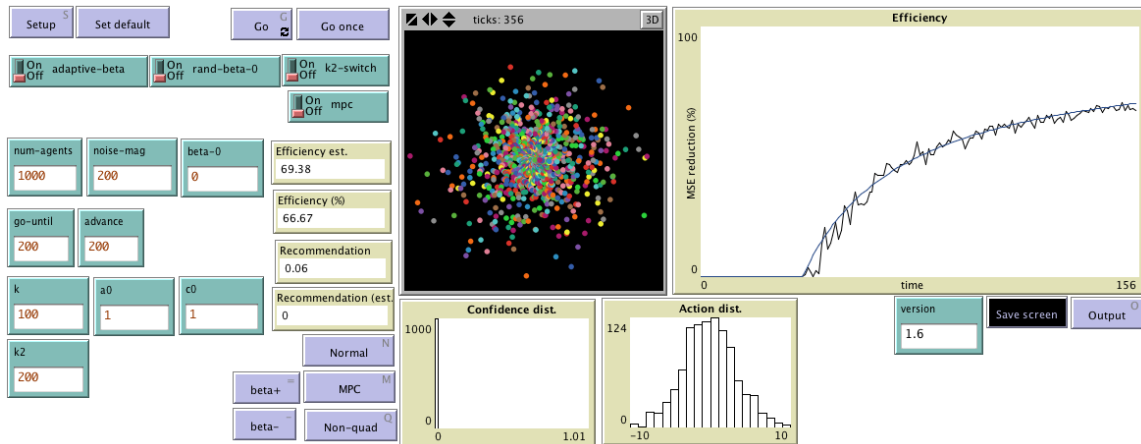 Setup
S
Set default
Go
G
Go once
ticks: 356
3D
On
Off
adaptive-beta
On
Off
rand-beta-0
On
Off
k2-switch
On
Off
mpc
num-agents
1000
noise-mag
200
beta-0
0
go-until
200
advance
200
k
100
a0
1
c0
1
k2
200
Efficiency est.
69.38
Efficiency (%)
66.67
Recommendation
0.06
Recommendation (est.
0
Normal
N
beta+
=
MPC
M
beta-
-
Non-quad
Q
Efficiency
100
MSE reduction (%)
0
0
time
156
Confidence dist.
1000
0
0
1.01
Action dist.
124
0
-10
10
version
1.6
Save screen
Output
O